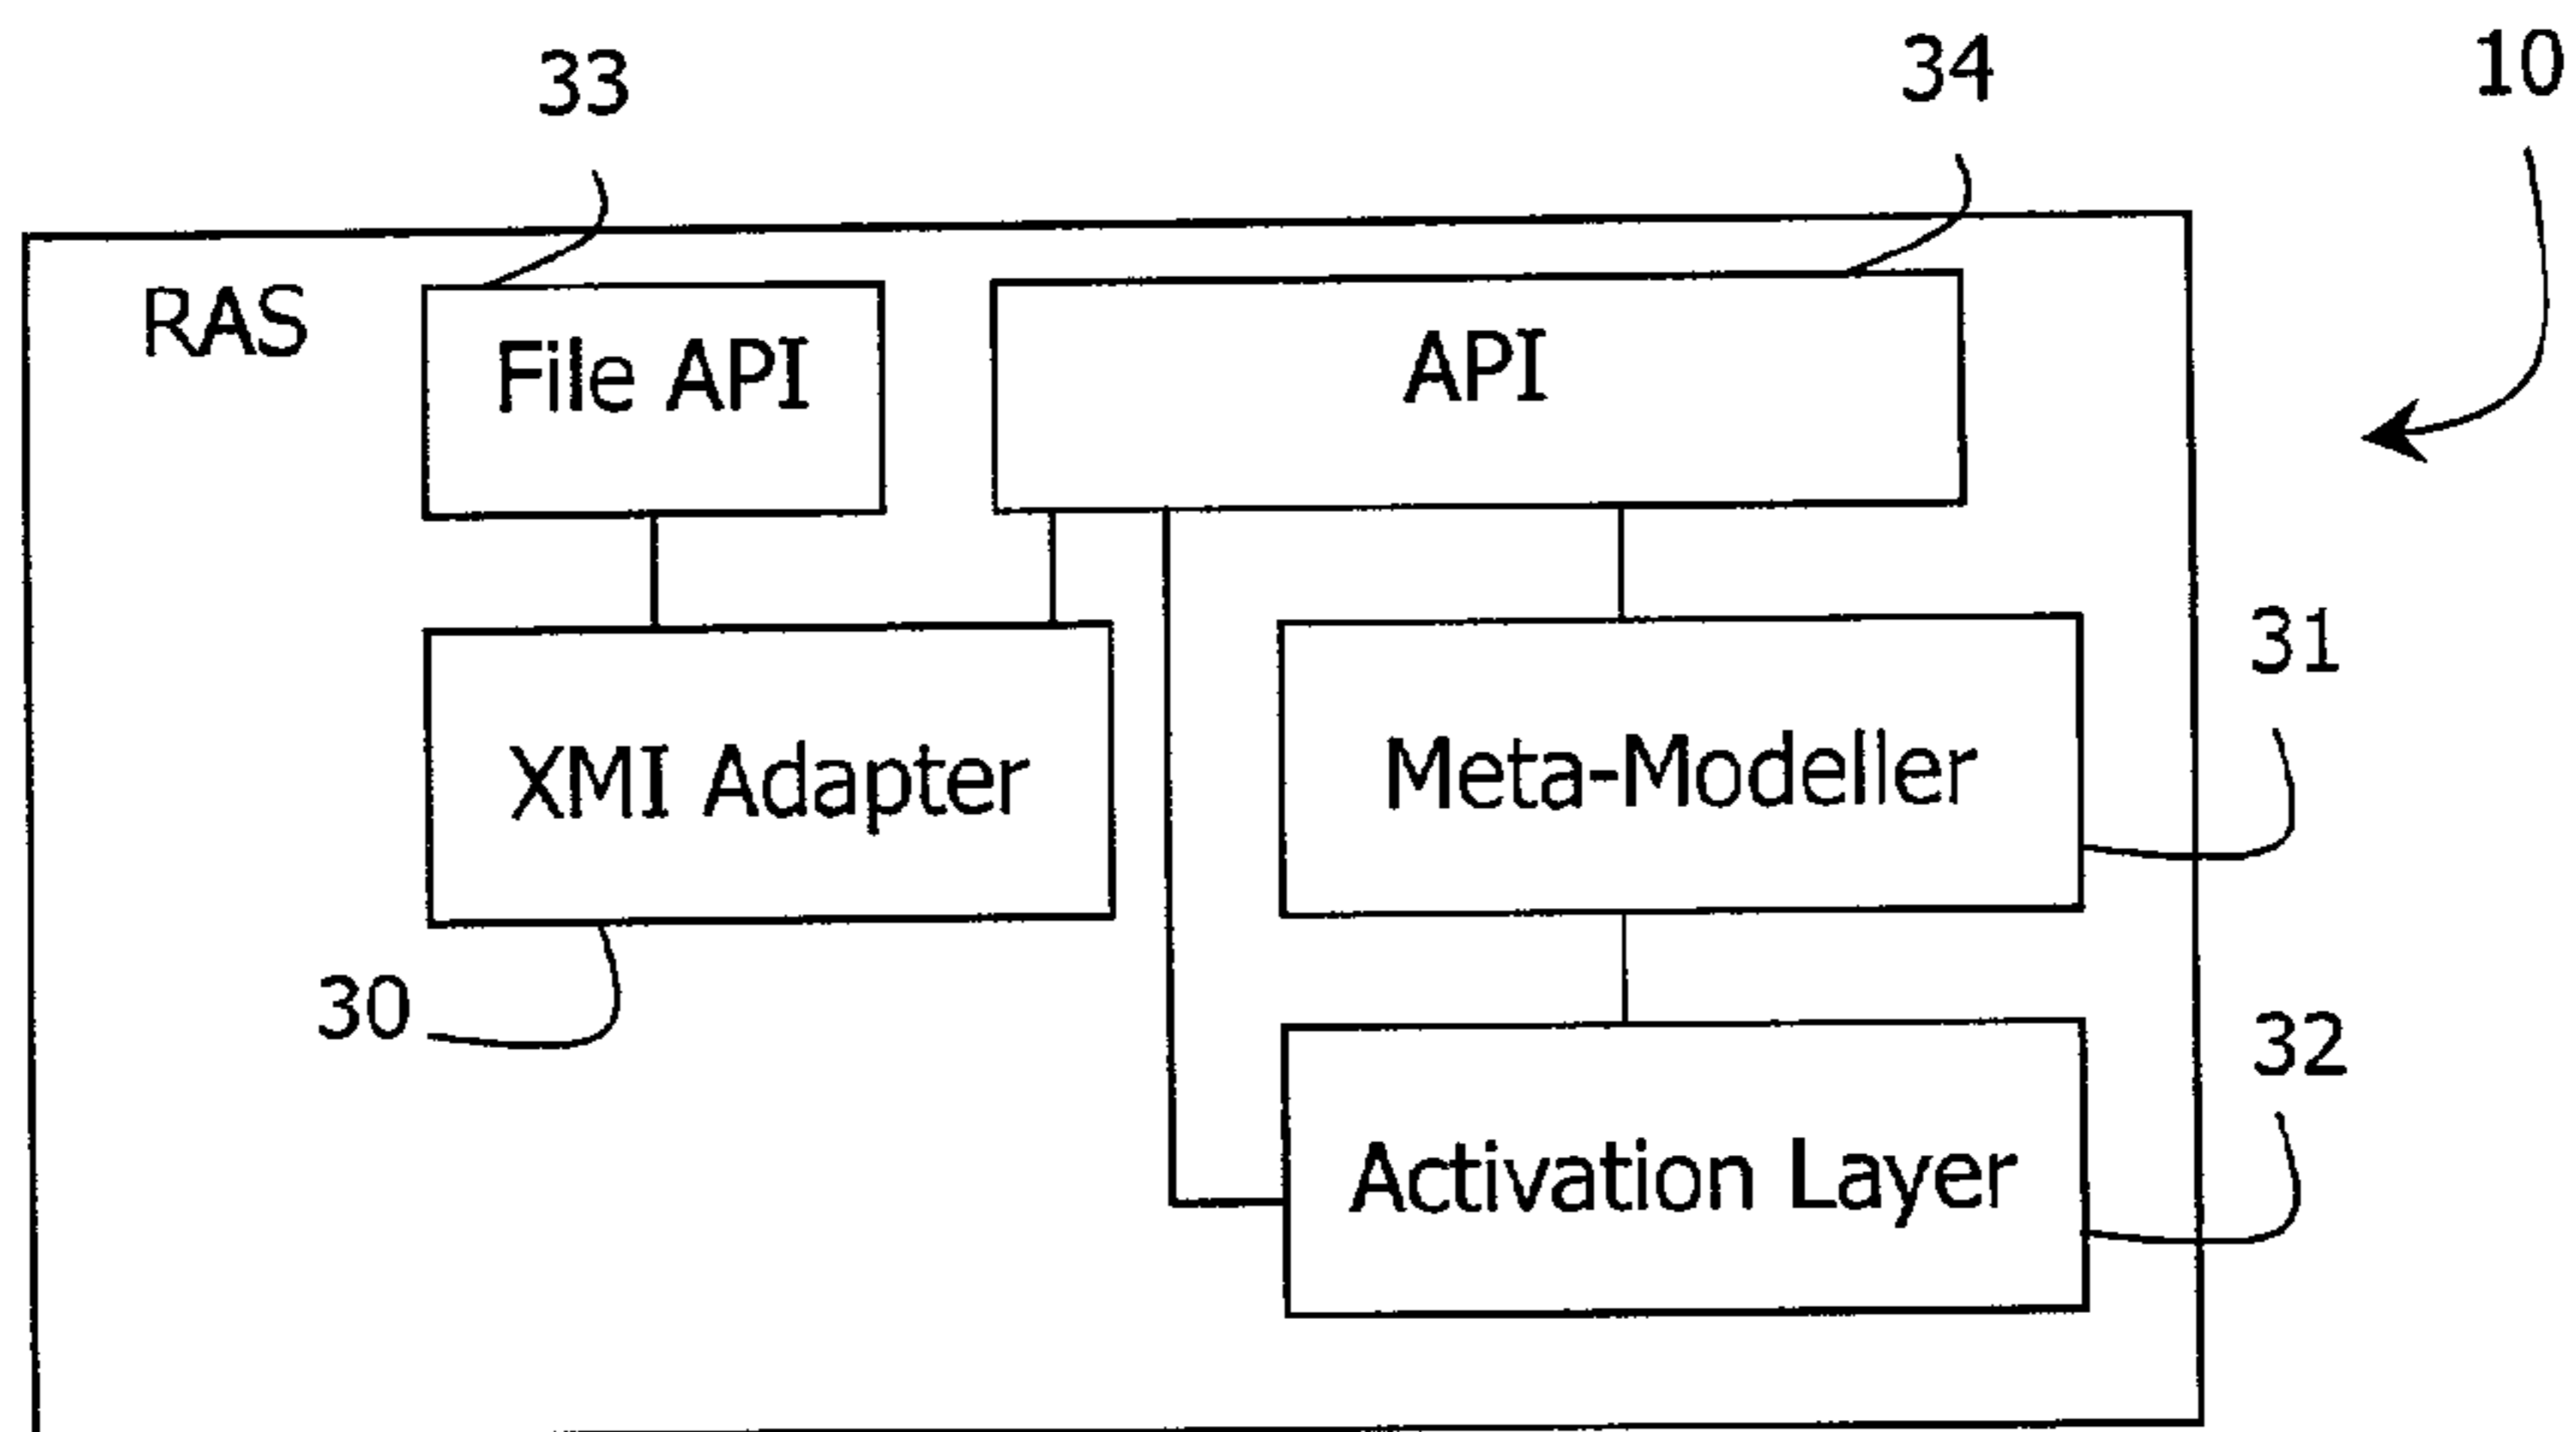 33
34
10
RAS
File API
API
31
XMI Adapter
Meta-Modeller
30
32
Activation Layer